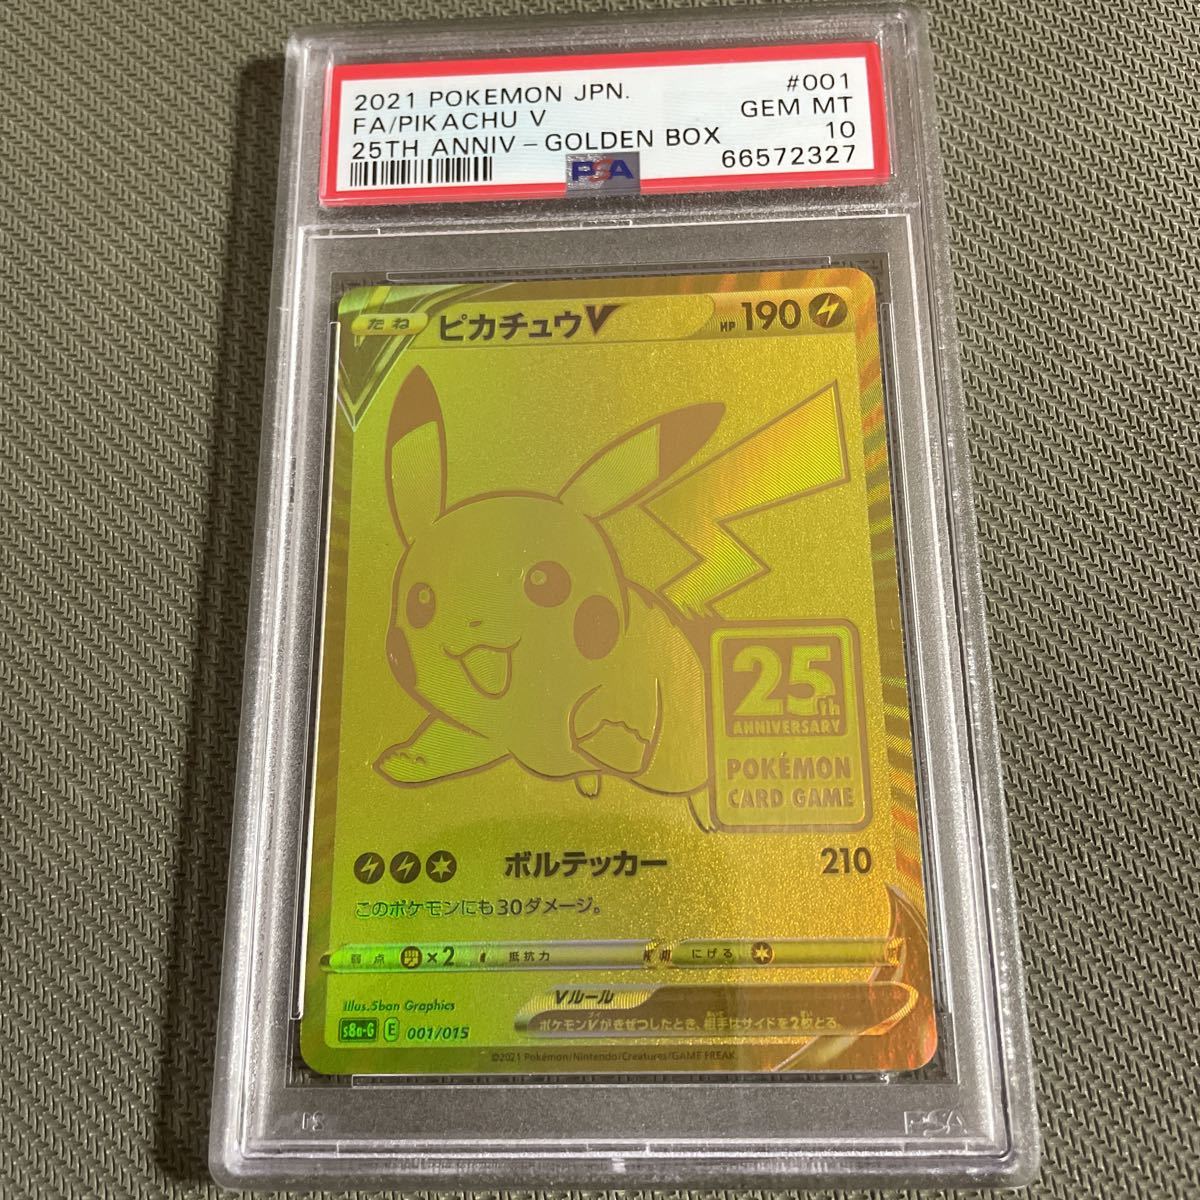 2021 POKEMON JPN. #001
FA/PIKACHU V GEM MT
25TH ANNIV - GOLDEN BOX 10
66572327
PSA
たね ピカチュウV HP 190
25th
ANNIVERSARY
POKÉMON
CARD GAME
ボルテッカー 210
このポケモンにも30ダメージ。
弱点 ×2 抵抗力 にげる
Illus.5ban Graphics
Vルール
ポケモンVがきぜつしたとき、相手はサイドを2枚とる。
s8a-G E 001/015
©2021 Pokémon/Nintendo/Creatures/GAME FREAK.
PSA